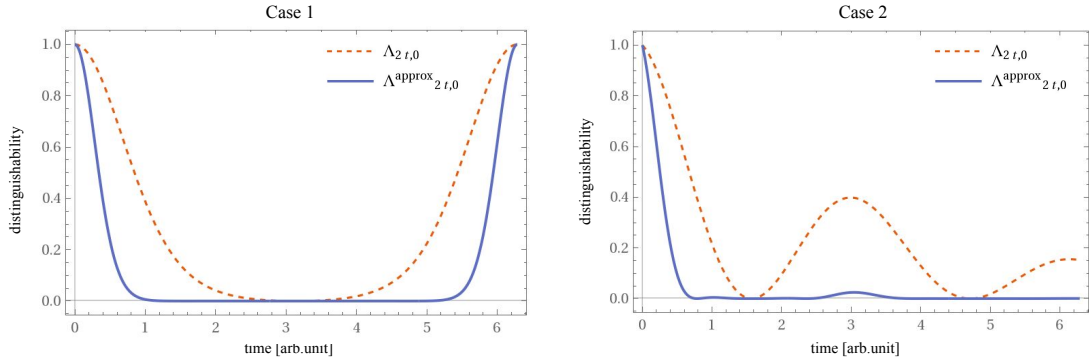 Case 1
Λ2 t,0
Λapprox2 t,0
distinguishability
1.0
0.8
0.6
0.4
0.2
0.0
0 1 2 3 4 5 6
time [arb.unit]
Case 2
Λ2 t,0
Λapprox2 t,0
distinguishability
1.0
0.8
0.6
0.4
0.2
0.0
0 1 2 3 4 5 6
time [arb.unit]